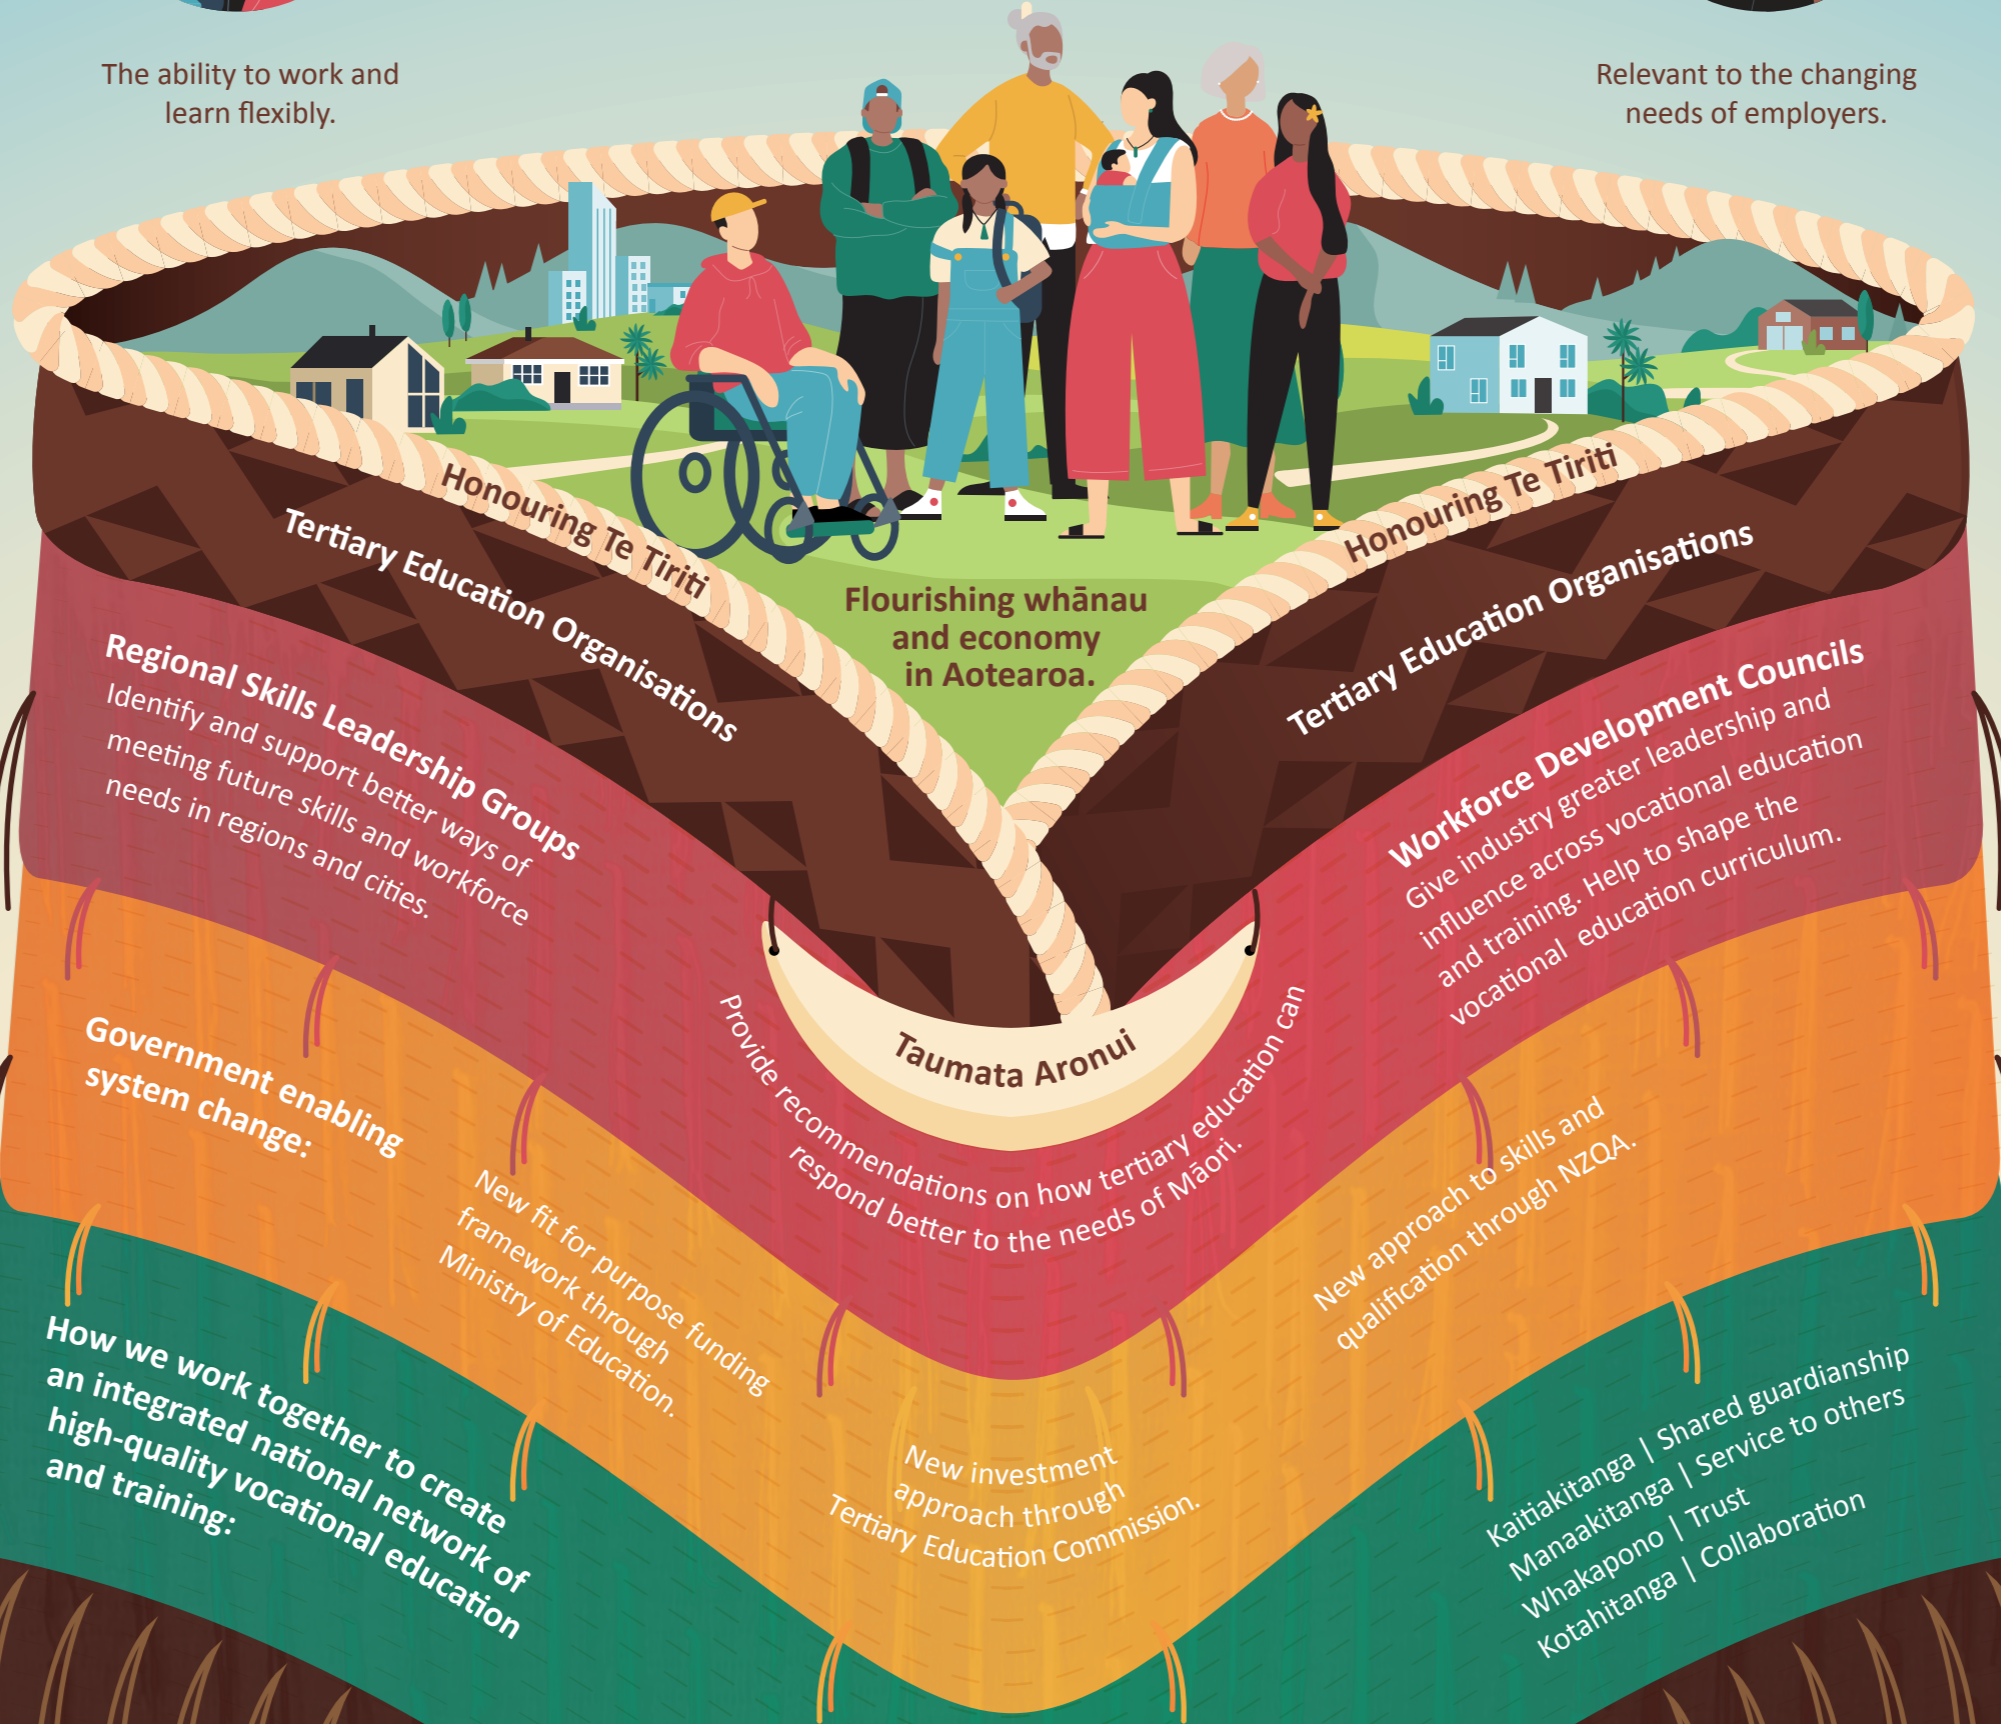 The ability to work and
learn flexibly.
Relevant to the changing
needs of employers.
Honouring Te Tiriti
Honouring Te Tiriti
Tertiary Education Organisations
Tertiary Education Organisations
Flourishing whānau
and economy
in Aotearoa.
Regional Skills Leadership Groups
Identify and support better ways of
meeting future skills and workforce
needs in regions and cities.
Workforce Development Councils
Give industry greater leadership and
influence across vocational education
and training. Help to shape the
vocational education curriculum.
Taumata Aronui
Provide recommendations on how tertiary education can
respond better to the needs of Māori.
Government enabling
system change:
New fit for purpose funding
framework through
Ministry of Education.
New investment
approach through
Tertiary Education Commission.
New approach to skills and
qualification through NZQA.
How we work together to create
an integrated national network of
high-quality vocational education
and training:
Kaitiakitanga | Shared guardianship
Manaakitanga | Service to others
Whakapono | Trust
Kotahitanga | Collaboration